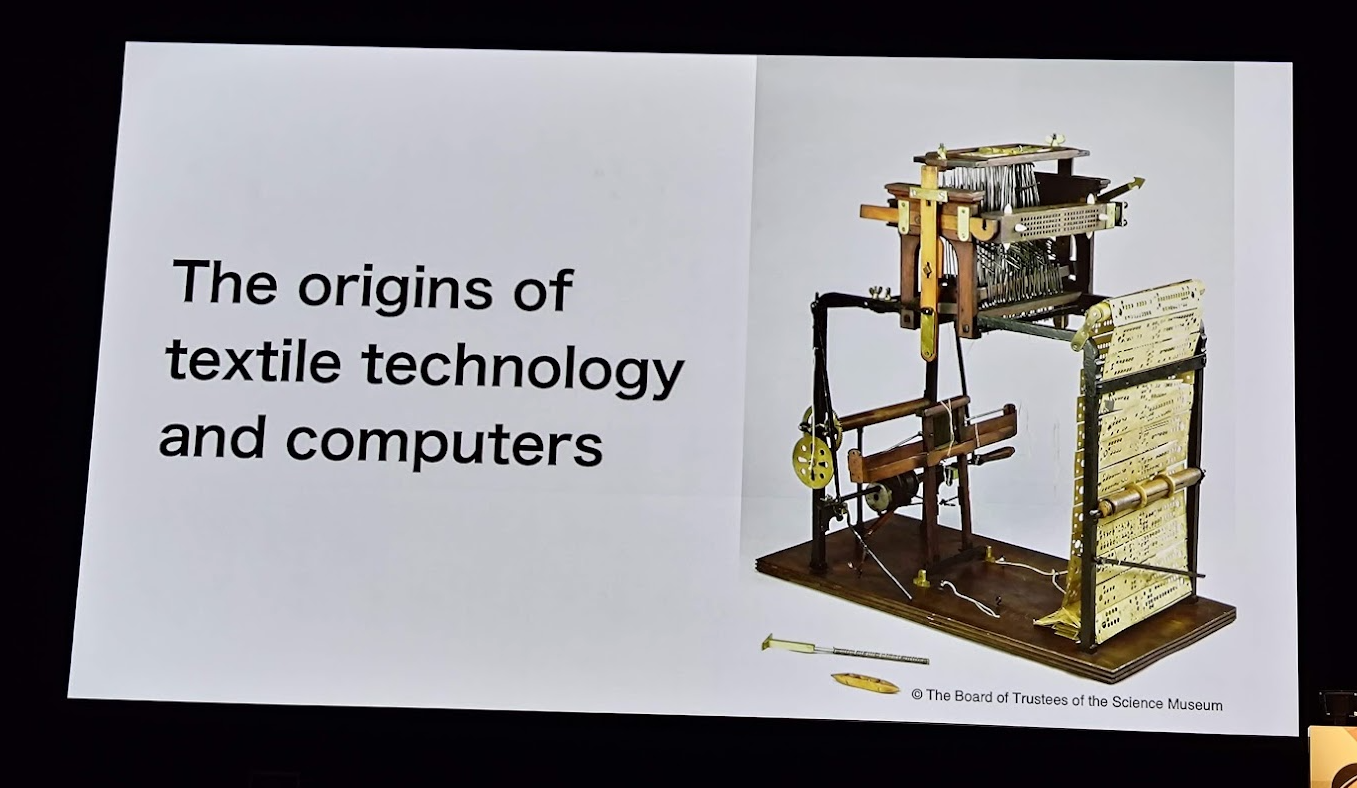 The origins of
textile technology
and computers
© The Board of Trustees of the Science Museum